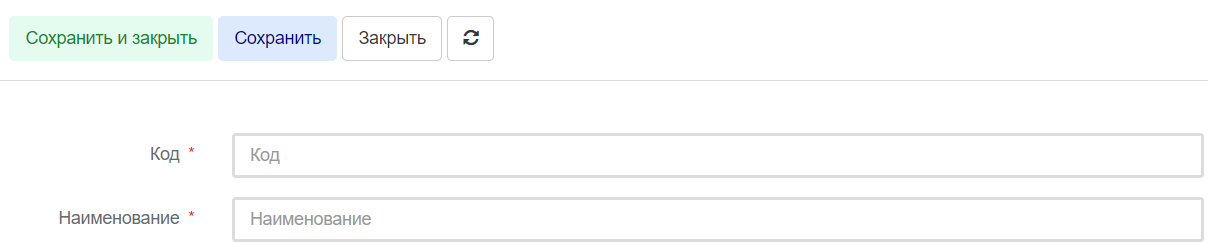 Сохранить и закрыть Сохранить Закрыть
Код * Код
Наименование * Наименование